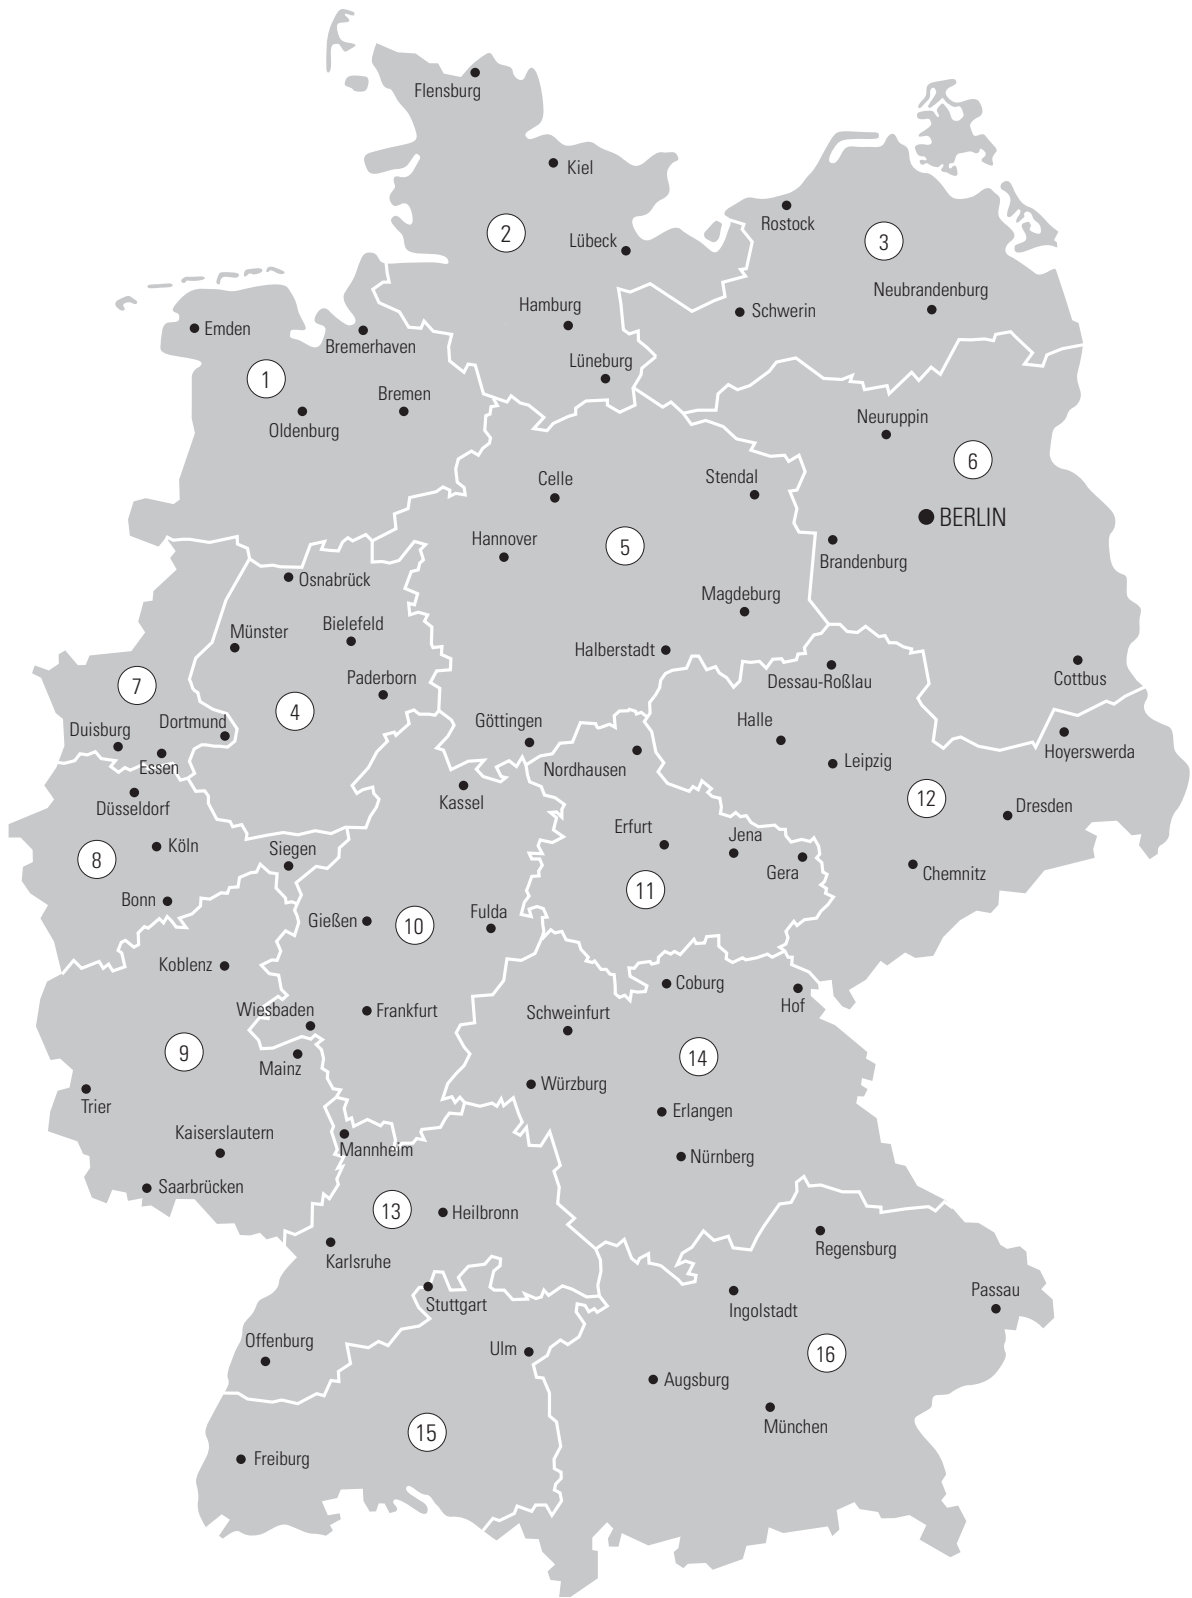 Flensburg
Kiel
2
Lübeck
Rostock
3
Hamburg
Schwerin
Neubrandenburg
Emden
Bremerhaven
Lüneburg
1
Bremen
Oldenburg
Neuruppin
6
Celle
Stendal
BERLIN
Hannover
5
Brandenburg
Osnabrück
Magdeburg
Münster
Bielefeld
Halberstadt
7
Paderborn
Dessau-Roßlau
Cottbus
4
Duisburg
Dortmund
Göttingen
Halle
Hoyerswerda
Essen
Nordhausen
Leipzig
Düsseldorf
Kassel
12
Dresden
8
Köln
Siegen
Erfurt
Jena
Gera
Chemnitz
Bonn
11
Gießen
10
Fulda
Koblenz
Coburg
Hof
Wiesbaden
Frankfurt
Schweinfurt
9
Mainz
14
Trier
Würzburg
Erlangen
Kaiserslautern
Mannheim
Nürnberg
Saarbrücken
13
Heilbronn
Karlsruhe
Regensburg
Stuttgart
Ingolstadt
Passau
Offenburg
Ulm
16
Augsburg
München
15
Freiburg